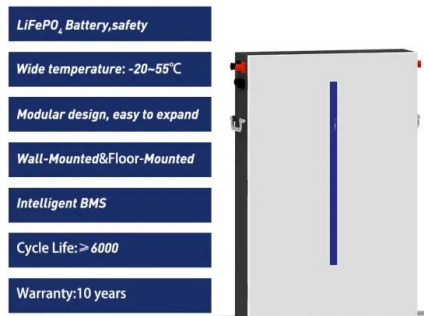 LiFePO₄ Battery,safety
Wide temperature: -20~55℃
Modular design, easy to expand
Wall-Mounted&Floor-Mounted
Intelligent BMS
Cycle Life:≥6000
Warranty:10 years